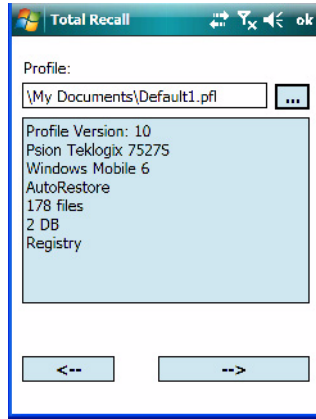 Total Recall ok
Profile:
\My Documents\Default1.pfl ...
Profile Version: 10
Psion Teklogix 7527S
Windows Mobile 6
AutoRestore
178 files
2 DB
Registry
<-- -->